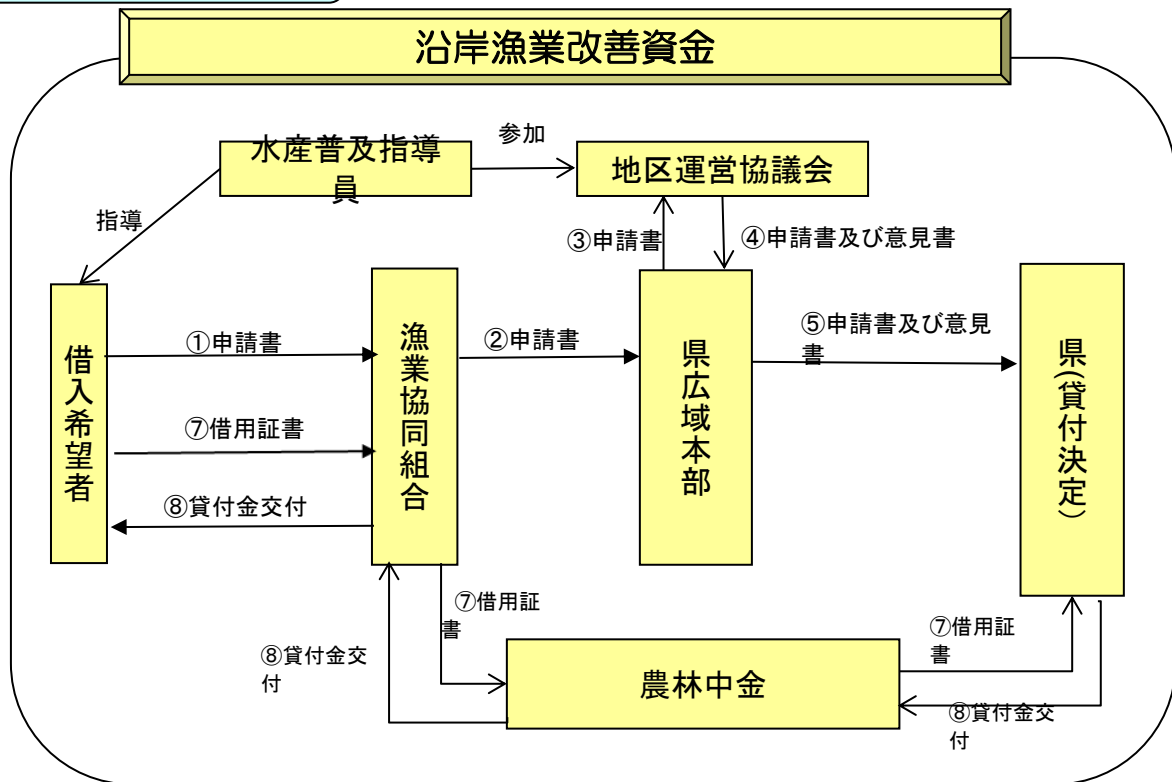 沿岸漁業改善資金
水産普及指導
員
参加
地区運営協議会
指導
③申請書
④申請書及び意見書
借入希望者
①申請書
漁業協同組合
②申請書
県広域本部
⑤申請書及び意見
書
県(貸付決定)
⑦借用証書
⑧貸付金交付
⑦借用証
書
⑧貸付金交
付
農林中金
⑦借用証
書
⑧貸付金交
付